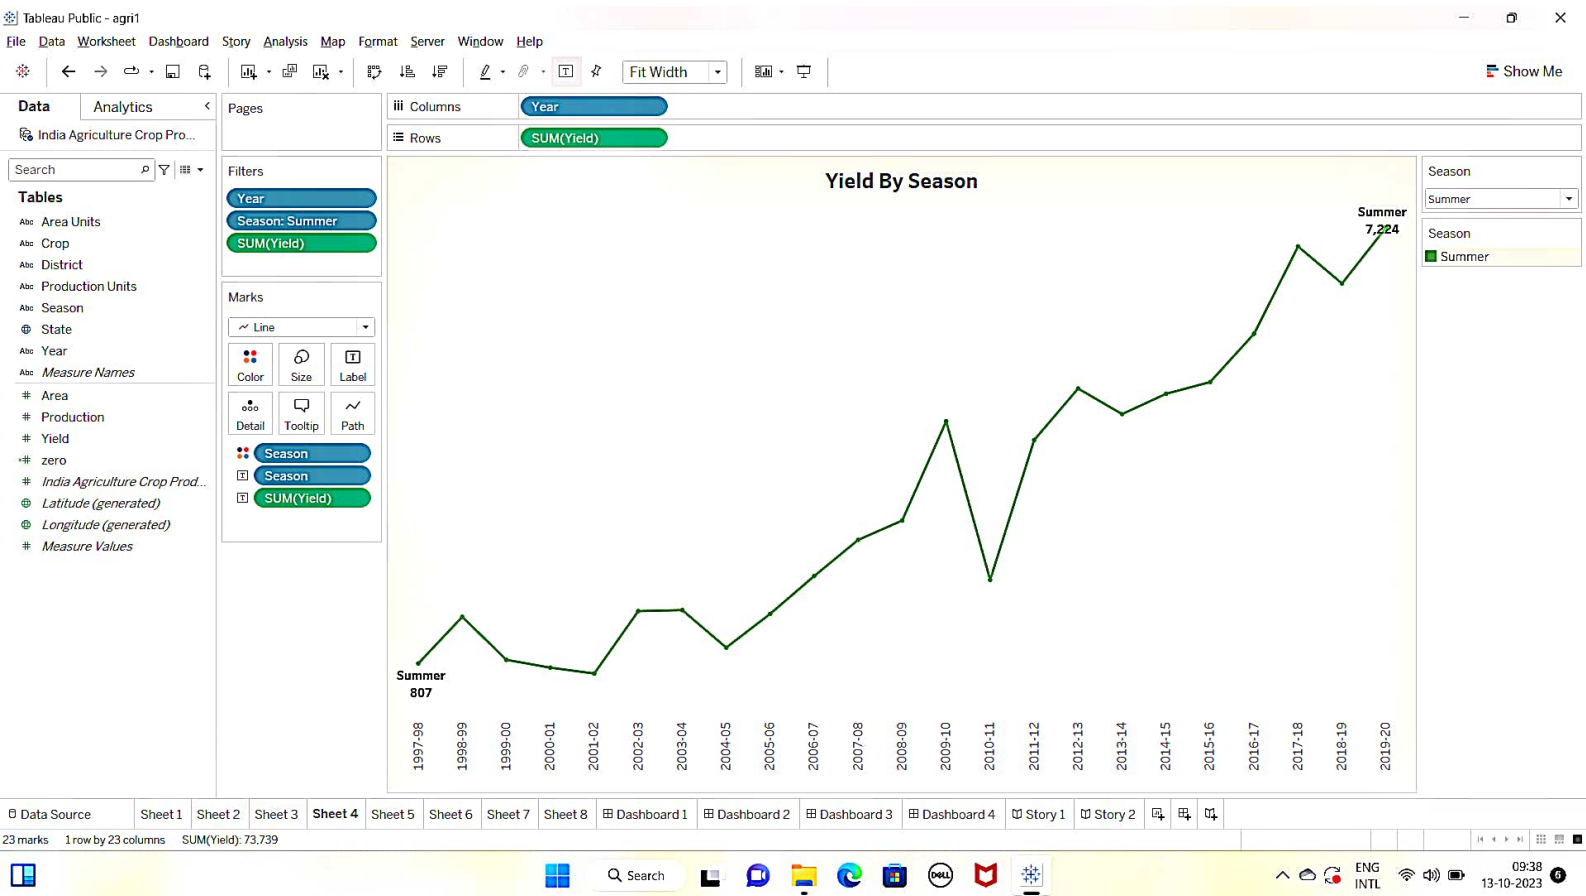 Tableau Public - agri1
File Data Worksheet Dashboard Story Analysis Map Format Server Window Help
Fit Width
Show Me
Data Analytics
India Agriculture Crop Pro...
Search
Tables
Abc Area Units
Abc Crop
Abc District
Abc Production Units
Abc Season
State
Abc Year
Abc Measure Names
# Area
# Production
# Yield
# zero
# India Agriculture Crop Prod...
Latitude (generated)
Longitude (generated)
# Measure Values
Pages
Filters
Year
Season: Summer
SUM(Yield)
Marks
Line
Color Size Label
Detail Tooltip Path
Season
Season
SUM(Yield)
Columns Year
Rows SUM(Yield)
Yield By Season
Summer
7,224
Summer
807
1997-98
1998-99
1999-00
2000-01
2001-02
2002-03
2003-04
2004-05
2005-06
2006-07
2007-08
2008-09
2009-10
2010-11
2011-12
2012-13
2013-14
2014-15
2015-16
2016-17
2017-18
2018-19
2019-20
Season
Summer
Season
Summer
Data Source Sheet 1 Sheet 2 Sheet 3 Sheet 4 Sheet 5 Sheet 6 Sheet 7 Sheet 8 Dashboard 1 Dashboard 2 Dashboard 3 Dashboard 4 Story 1 Story 2
23 marks 1 row by 23 columns SUM(Yield): 73,739
Search
DELL
ENG
INTL
09:38
13-10-2023